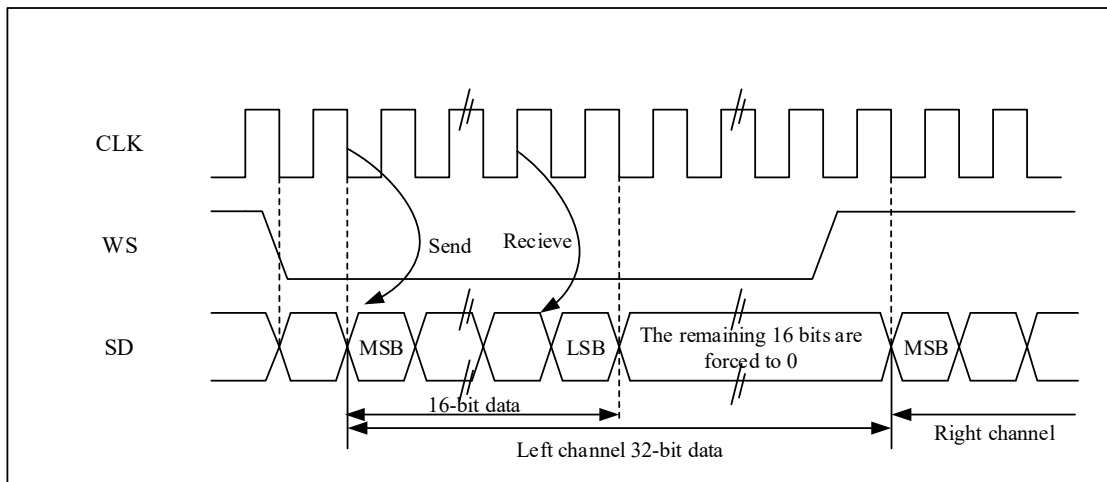 CLK
WS
Send
Recieve
SD
MSB
LSB
The remaining 16 bits are
forced to 0
MSB
16-bit data
Left channel 32-bit data
Right channel